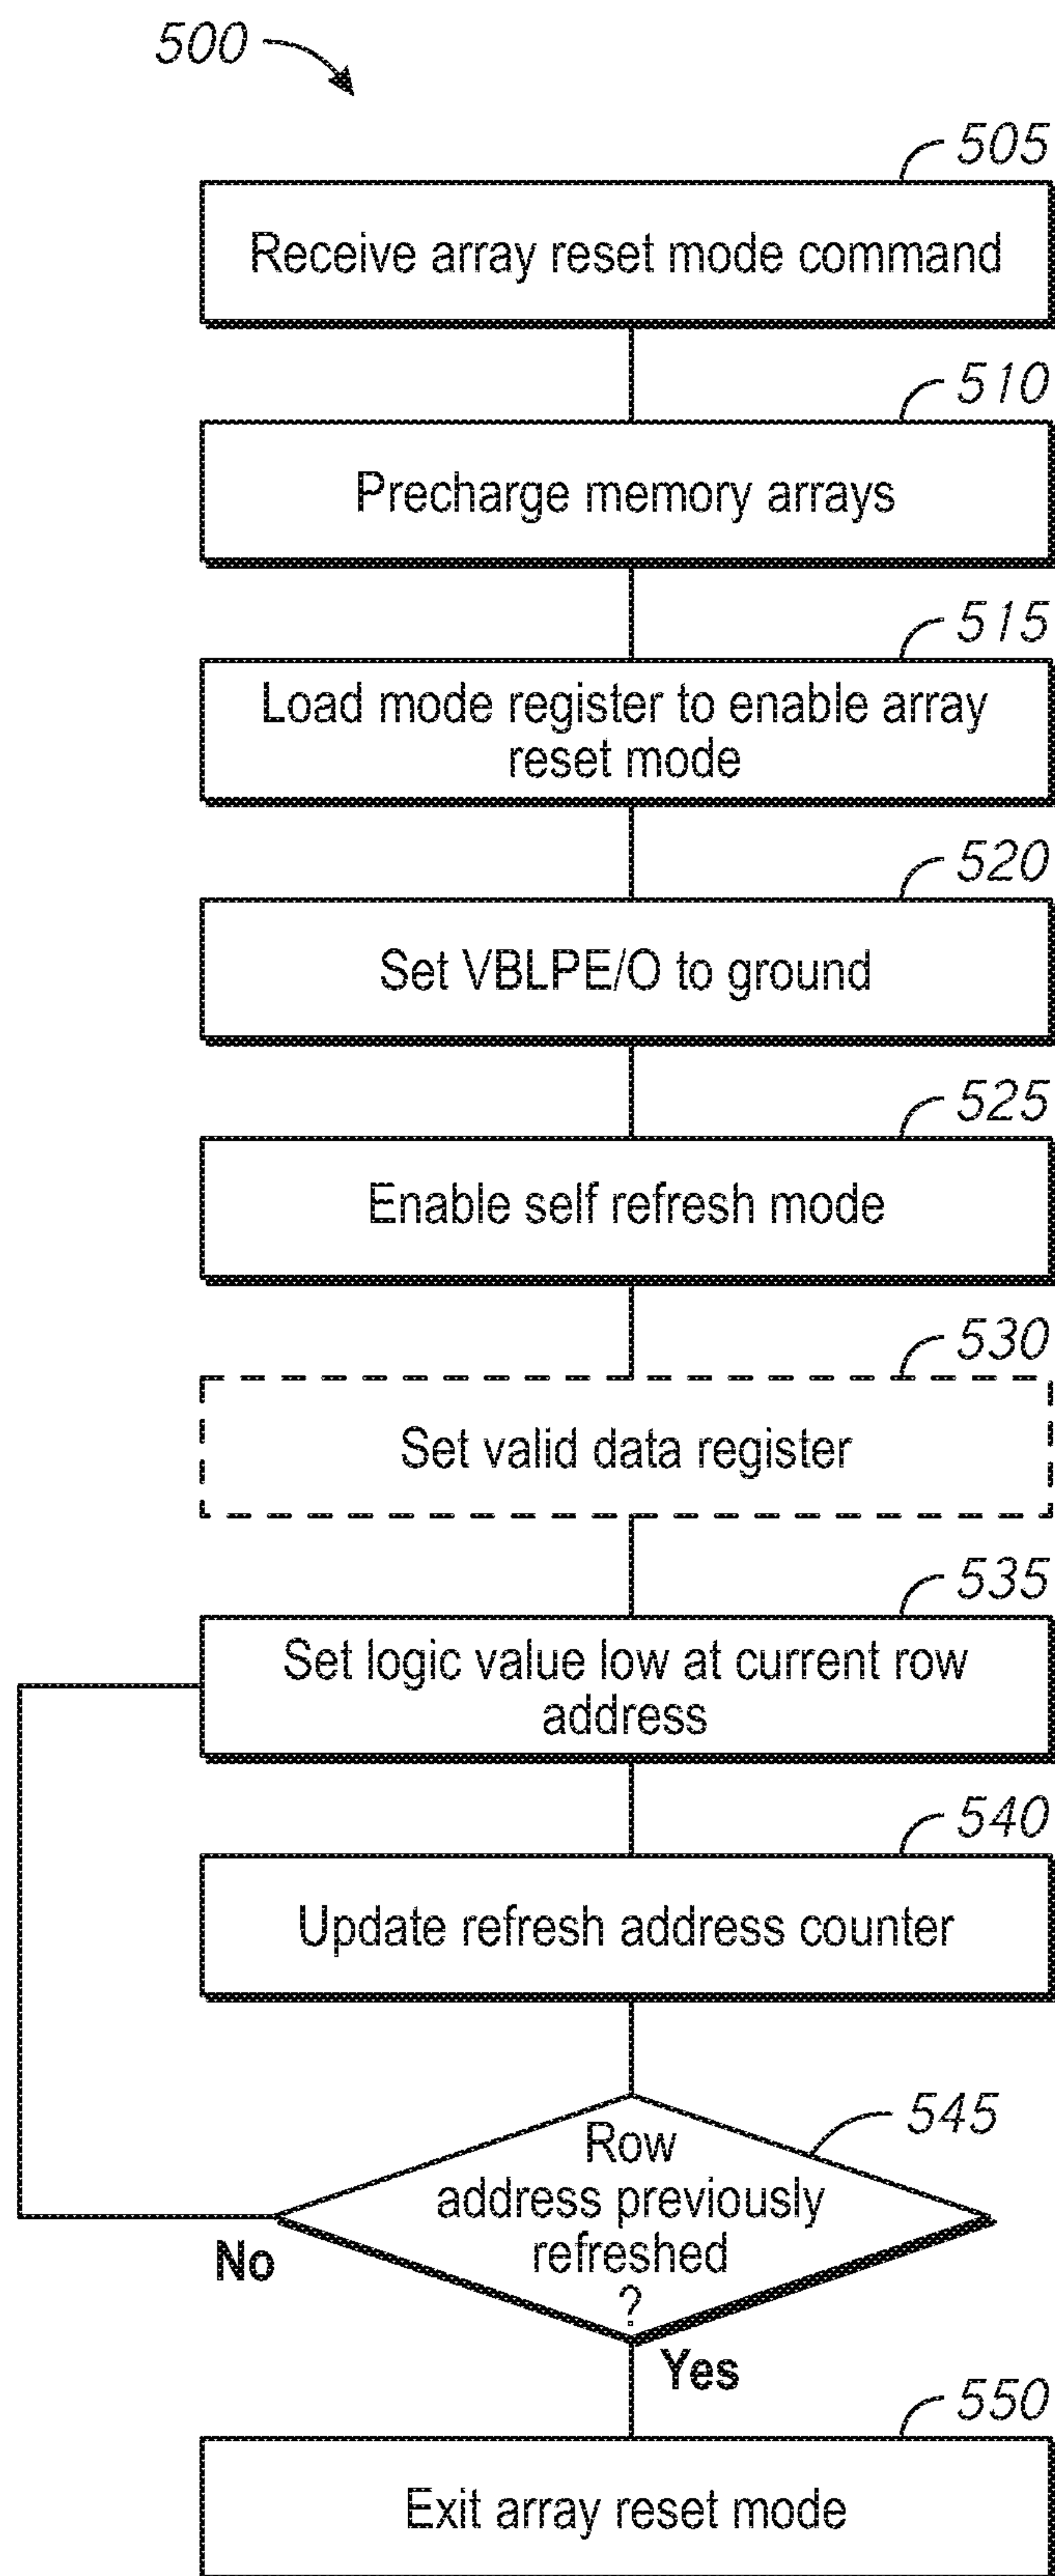 500
505
Receive array reset mode command
510
Precharge memory arrays
515
Load mode register to enable array
reset mode
520
Set VBLPE/O to ground
525
Enable self refresh mode
530
Set valid data register
535
Set logic value low at current row
address
540
Update refresh address counter
545
Row
address previously
refreshed
?
No
Yes
550
Exit array reset mode